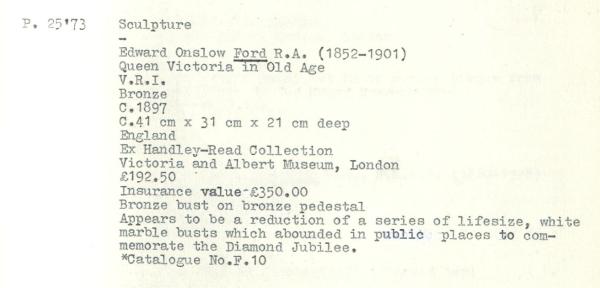 P. 25'73 Sculpture
-
Edward Onslow Ford R.A. (1852-1901)
Queen Victoria in Old Age
V.R.I.
Bronze
C.1897
C.41 cm x 31 cm x 21 cm deep
England
Ex Handley-Read Collection
Victoria and Albert Museum, London
£192.50
Insurance value-£350.00
Bronze bust on bronze pedestal
Appears to be a reduction of a series of lifesize, white
marble busts which abounded in public places to com-
memorate the Diamond Jubilee.
*Catalogue No.F.10